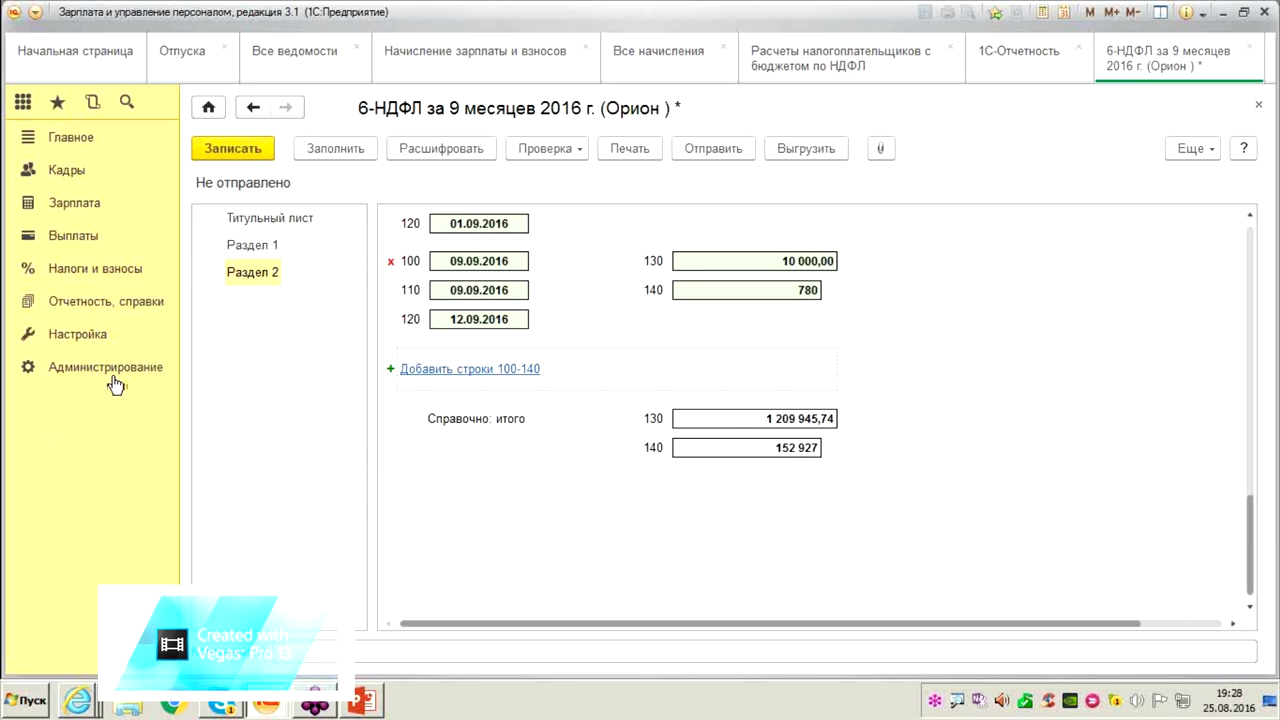 Зарплата и управление персоналом, редакция 3.1 (1С:Предприятие)
M M+ M-
Начальная страница
Отпуска
Все ведомости
Начисление зарплаты и взносов
Все начисления
Расчеты налогоплательщиков с
бюджетом по НДФЛ
1С-Отчетность
6-НДФЛ за 9 месяцев
2016 г. (Орион ) *
6-НДФЛ за 9 месяцев 2016 г. (Орион ) *
Главное
Кадры
Зарплата
Выплаты
Налоги и взносы
Отчетность, справки
Настройка
Администрирование
Записать
Заполнить
Расшифровать
Проверка
Печать
Отправить
Выгрузить
Еще
?
Не отправлено
Титульный лист
Раздел 1
Раздел 2
120 01.09.2016
x 100 09.09.2016 130 10 000,00
110 09.09.2016 140 780
120 12.09.2016
+ Добавить строки 100-140
Справочно: итого 130 1 209 945,74
140 152 927
Created with
Vegas Pro 13
Пуск
19:28
25.08.2016